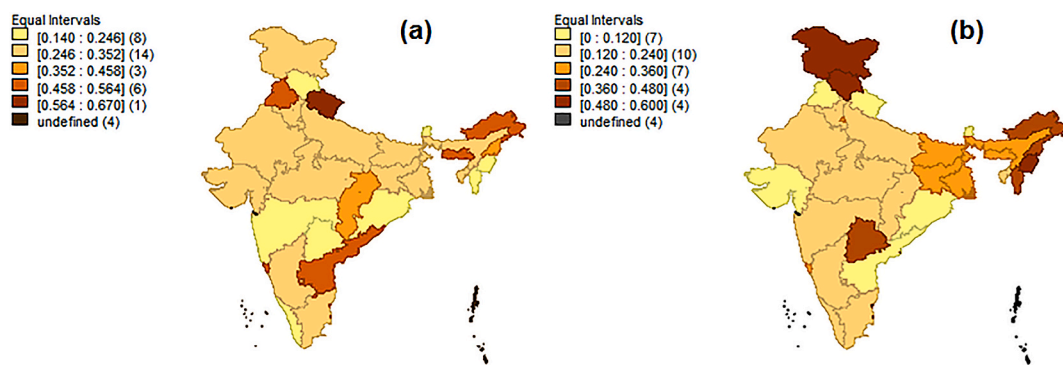 Equal Intervals
[0.140 : 0.246] (8)
[0.246 : 0.352] (14)
[0.352 : 0.458] (3)
[0.458 : 0.564] (6)
[0.564 : 0.670] (1)
undefined (4)
(a)
Equal Intervals
[0 : 0.120] (7)
[0.120 : 0.240] (10)
[0.240 : 0.360] (7)
[0.360 : 0.480] (4)
[0.480 : 0.600] (4)
undefined (4)
(b)